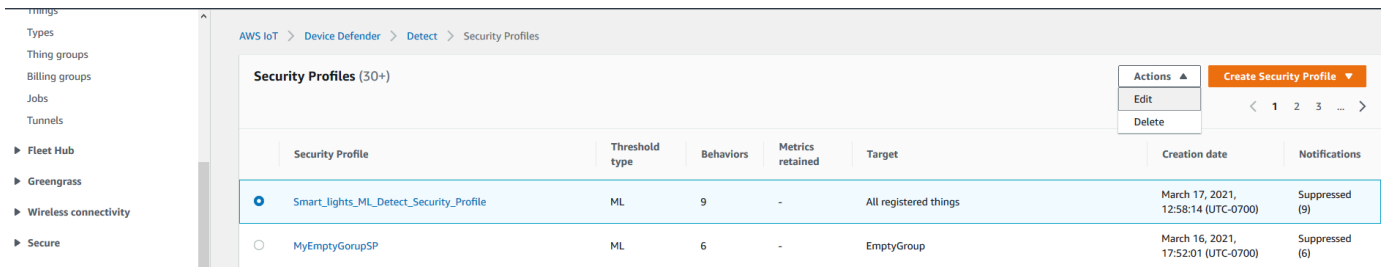 Things
Types
Thing groups
Billing groups
Jobs
Tunnels
Fleet Hub
Greengrass
Wireless connectivity
Secure
AWS IoT > Device Defender > Detect > Security Profiles
Security Profiles (30+)
Actions ▲
Create Security Profile ▼
Edit
Delete
< 1 2 3 ... >
Security Profile
Threshold
type
Behaviors
Metrics
retained
Target
Creation date
Notifications
Smart_lights_ML_Detect_Security_Profile
ML
9
-
All registered things
March 17, 2021,
12:58:14 (UTC-0700)
Suppressed
(9)
MyEmptyGorupSP
ML
6
-
EmptyGroup
March 16, 2021,
17:52:01 (UTC-0700)
Suppressed
(6)